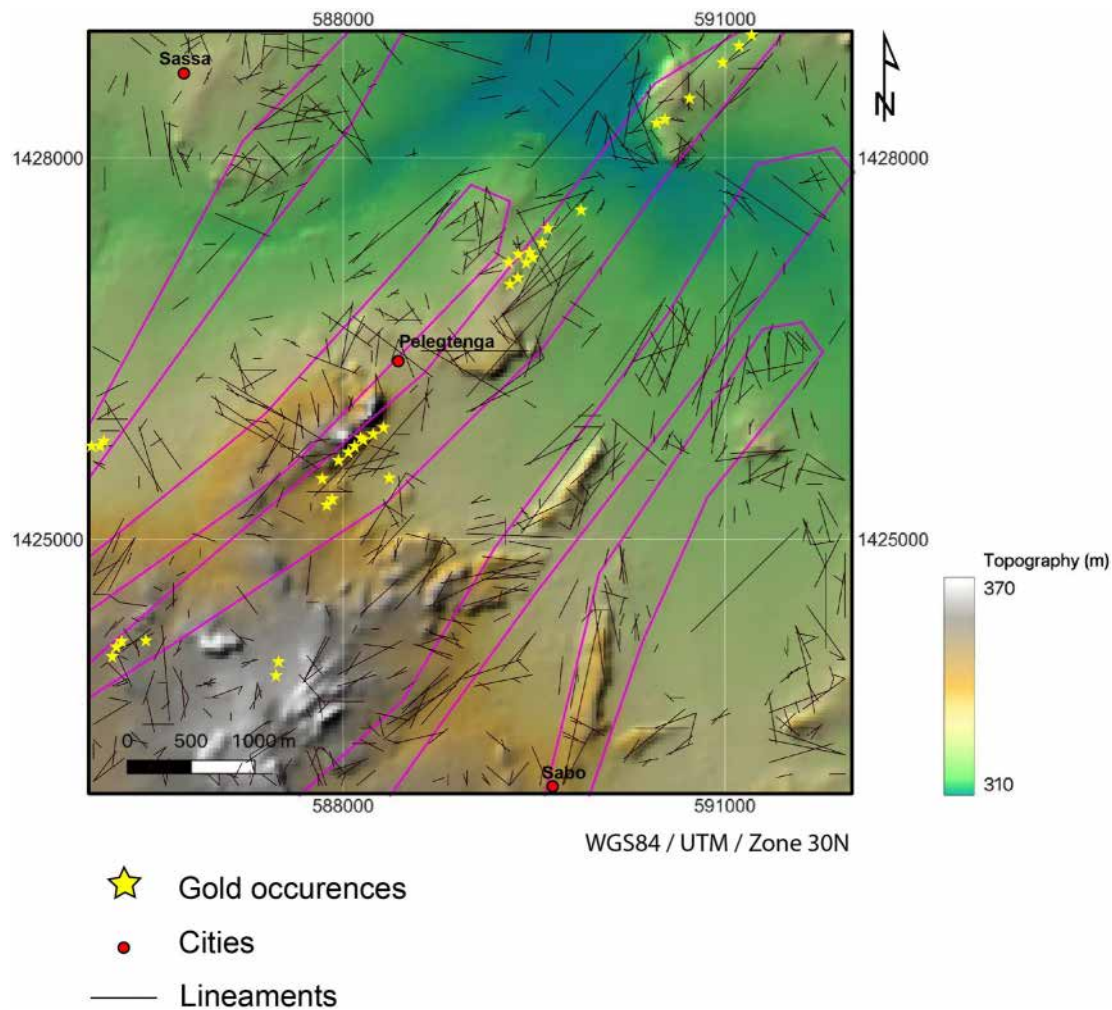 588000 591000
Sassa
1428000 1428000
N
Pelegtenga
1425000 1425000
Topography (m)
370
310
0 500 1000 m
Sabo
588000 591000
WGS84 / UTM / Zone 30N
Gold occurences
Cities
Lineaments